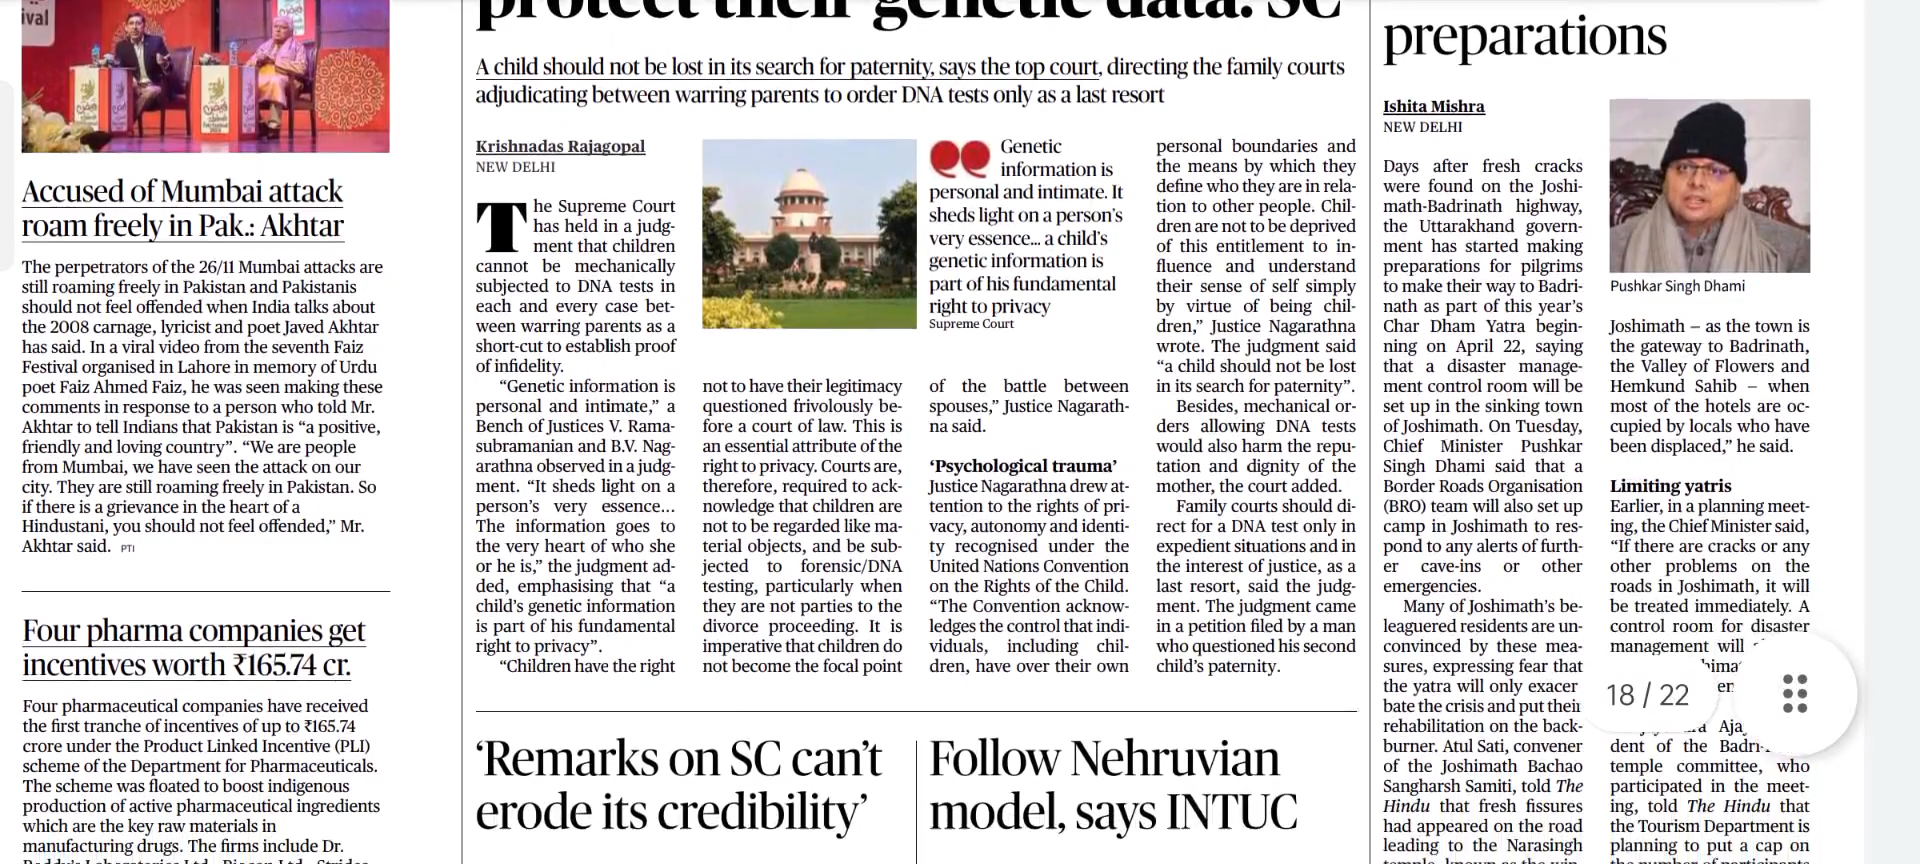 ival
Accused of Mumbai attack
roam freely in Pak.: Akhtar
The perpetrators of the 26/11 Mumbai attacks are
still roaming freely in Pakistan and Pakistanis
should not feel offended when India talks about
the 2008 carnage, lyricist and poet Javed Akhtar
has said. In a viral video from the seventh Faiz
Festival organised in Lahore in memory of Urdu
poet Faiz Ahmed Faiz, he was seen making these
comments in response to a person who told Mr.
Akhtar to tell Indians that Pakistan is “a positive,
friendly and loving country”. “We are people
from Mumbai, we have seen the attack on our
city. They are still roaming freely in Pakistan. So
if there is a grievance in the heart of a
Hindustani, you should not feel offended,” Mr.
Akhtar said. PTI
Four pharma companies get
incentives worth ₹165.74 cr.
Four pharmaceutical companies have received
the first tranche of incentives of up to ₹165.74
crore under the Product Linked Incentive (PLI)
scheme of the Department for Pharmaceuticals.
The scheme was floated to boost indigenous
production of active pharmaceutical ingredients
which are the key raw materials in
manufacturing drugs. The firms include Dr.
protect their genetic data: SC
A child should not be lost in its search for paternity, says the top court, directing the family courts
adjudicating between warring parents to order DNA tests only as a last resort
Krishnadas Rajagopal
NEW DELHI
The Supreme Court
has held in a judg-
ment that children
cannot be mechanically
subjected to DNA tests in
each and every case bet-
ween warring parents as a
short-cut to establish proof
of infidelity.
“Genetic information is
personal and intimate,” a
Bench of Justices V. Rama-
subramanian and B.V. Nag-
arathna observed in a judg-
ment. “It sheds light on a
person’s very essence...
The information goes to
the very heart of who she
or he is,” the judgment ad-
ded, emphasising that “a
child’s genetic information
is part of his fundamental
right to privacy”.
“Children have the right
not to have their legitimacy
questioned frivolously be-
fore a court of law. This is
an essential attribute of the
right to privacy. Courts are,
therefore, required to ack-
nowledge that children are
not to be regarded like ma-
terial objects, and be sub-
jected to forensic/DNA
testing, particularly when
they are not parties to the
divorce proceeding. It is
imperative that children do
not become the focal point
Genetic
information is
personal and intimate. It
sheds light on a person’s
very essence... a child’s
genetic information is
part of his fundamental
right to privacy
Supreme Court
of the battle between
spouses,” Justice Nagarath-
na said.
‘Psychological trauma’
Justice Nagarathna drew at-
tention to the rights of pri-
vacy, autonomy and identi-
ty recognised under the
United Nations Convention
on the Rights of the Child.
“The Convention acknow-
ledges the control that indi-
viduals, including chil-
dren, have over their own
personal boundaries and
the means by which they
define who they are in rela-
tion to other people. Chil-
dren are not to be deprived
of this entitlement to in-
fluence and understand
their sense of self simply
by virtue of being chil-
dren,” Justice Nagarathna
wrote. The judgment said
“a child should not be lost
in its search for paternity”.
Besides, mechanical or-
ders allowing DNA tests
would also harm the repu-
tation and dignity of the
mother, the court added.
Family courts should di-
rect for a DNA test only in
expedient situations and in
the interest of justice, as a
last resort, said the judg-
ment. The judgment came
in a petition filed by a man
who questioned his second
child’s paternity.
‘Remarks on SC can’t
erode its credibility’
Follow Nehruvian
model, says INTUC
preparations
Ishita Mishra
NEW DELHI
Days after fresh cracks
were found on the Joshi-
math-Badrinath highway,
the Uttarakhand govern-
ment has started making
preparations for pilgrims
to make their way to Badri-
nath as part of this year’s
Char Dham Yatra begin-
ning on April 22, saying
that a disaster manage-
ment control room will be
set up in the sinking town
of Joshimath. On Tuesday,
Chief Minister Pushkar
Singh Dhami said that a
Border Roads Organisation
(BRO) team will also set up
camp in Joshimath to res-
pond to any alerts of furth-
er cave-ins or other
emergencies.
Many of Joshimath’s be-
leaguered residents are un-
convinced by these mea-
sures, expressing fear that
the yatra will only exacer
bate the crisis and put their
rehabilitation on the back-
burner. Atul Sati, convener
of the Joshimath Bachao
Sangharsh Samiti, told The
Hindu that fresh fissures
had appeared on the road
leading to the Narasingh
Pushkar Singh Dhami
Joshimath – as the town is
the gateway to Badrinath,
the Valley of Flowers and
Hemkund Sahib – when
most of the hotels are oc-
cupied by locals who have
been displaced,” he said.
Limiting yatris
Earlier, in a planning meet-
ing, the Chief Minister said,
“If there are cracks or any
other problems on the
roads in Joshimath, it will
be treated immediately. A
control room for disaster
management will
18 / 22
dent of the
temple committee, who
participated in the meet-
ing, told The Hindu that
the Tourism Department is
planning to put a cap on